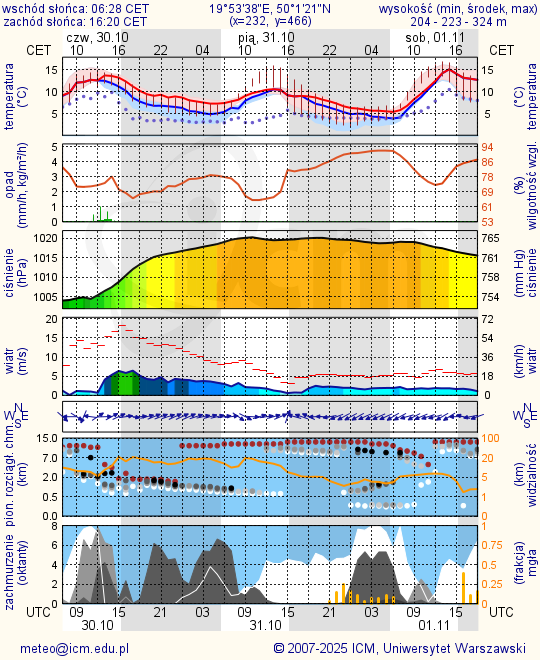 wschód słońca: 06:28 CET 19°53'38"E, 50°1'21"N wysokość (min, środek, max)
zachód słońca: 16:20 CET (x=232, y=466) 204 - 223 - 324 m
czw, 30.10 pią, 31.10 sob, 01.11
CET 10 16 22 04 10 16 22 04 10 16 CET
temperatura (°C) 15 10 5 15 10 5 (°C) temperatura
opad (mm/h, kg/m²/h) 5 4 3 2 1 0 94 86 78 69 61 53 (%) wilgotność wzgl.
ciśnienie (hPa) 1020 1015 1010 1005 765 761 758 754 (mm Hg) ciśnienie
wiatr (m/s) 20 15 10 5 0 72 54 36 18 0 (km/h) wiatr
N W E S N W E S
pion. rozciągł. chm. (km) 15.0 7.0 2.0 0.5 0.0 100 20 5 1 0 (km) widzialność
zachmurzenie (oktanty) 8 6 4 2 0 1 0.75 0.5 0.25 0 (frakcja) mgła
UTC 09 15 21 03 09 15 21 03 09 15 UTC
30.10 31.10 01.11
meteo@icm.edu.pl © 2007-2025 ICM, Uniwersytet Warszawski